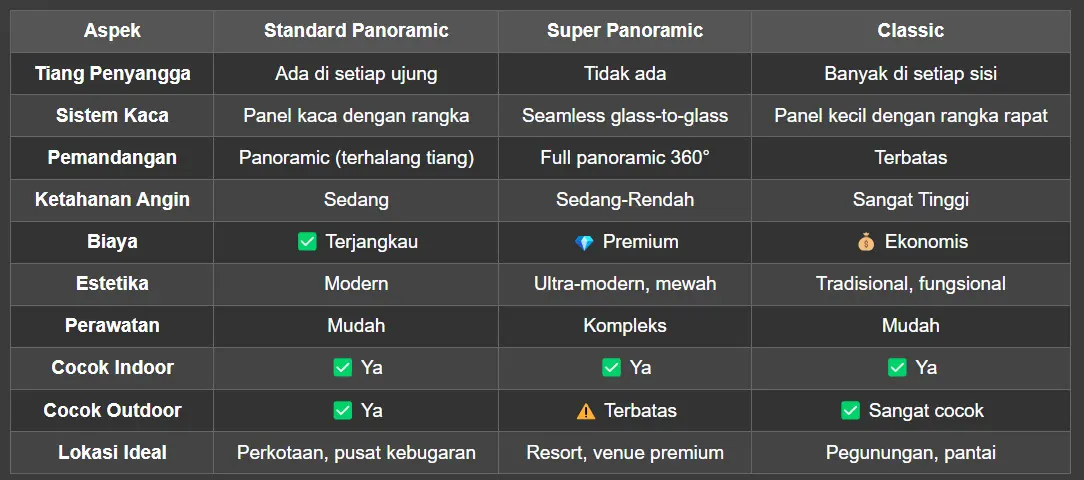 Aspek Standard Panoramic Super Panoramic Classic
Tiang Penyangga Ada di setiap ujung Tidak ada Banyak di setiap sisi
Sistem Kaca Panel kaca dengan rangka Seamless glass-to-glass Panel kecil dengan rangka rapat
Pemandangan Panoramic (terhalang tiang) Full panoramic 360° Terbatas
Ketahanan Angin Sedang Sedang-Rendah Sangat Tinggi
Biaya ✅ Terjangkau 💎 Premium 💰 Ekonomis
Estetika Modern Ultra-modern, mewah Tradisional, fungsional
Perawatan Mudah Kompleks Mudah
Cocok Indoor ✅ Ya ✅ Ya ✅ Ya
Cocok Outdoor ✅ Ya ⚠️ Terbatas ✅ Sangat cocok
Lokasi Ideal Perkotaan, pusat kebugaran Resort, venue premium Pegunungan, pantai